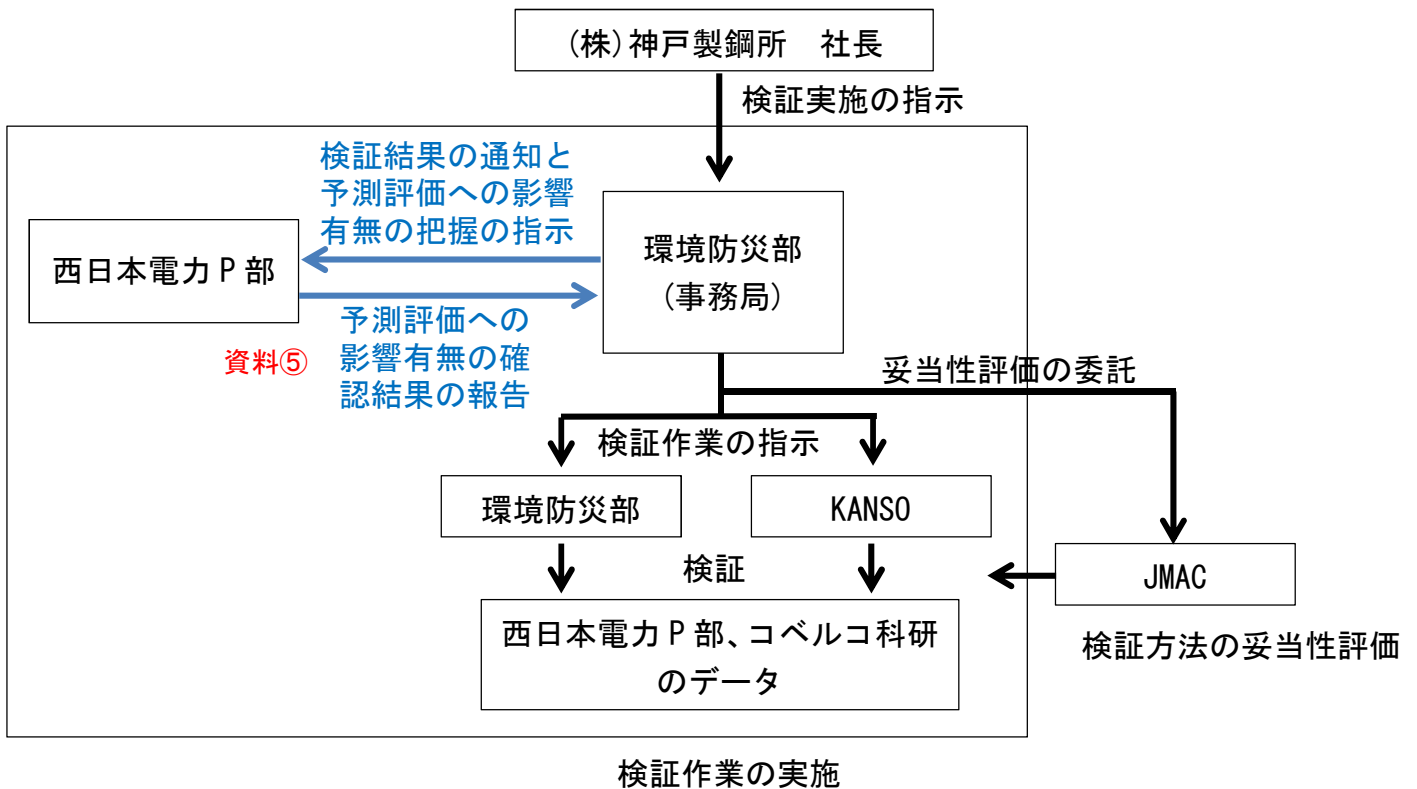 (株)神戸製鋼所　社長
検証実施の指示
検証結果の通知と
予測評価への影響
有無の把握の指示
西日本電力P部
環境防災部
(事務局)
予測評価への
影響有無の確
認結果の報告
資料⑤
妥当性評価の委託
検証作業の指示
環境防災部
KANSO
検証
JMAC
西日本電力P部、コベルコ科研
のデータ
検証方法の妥当性評価
検証作業の実施